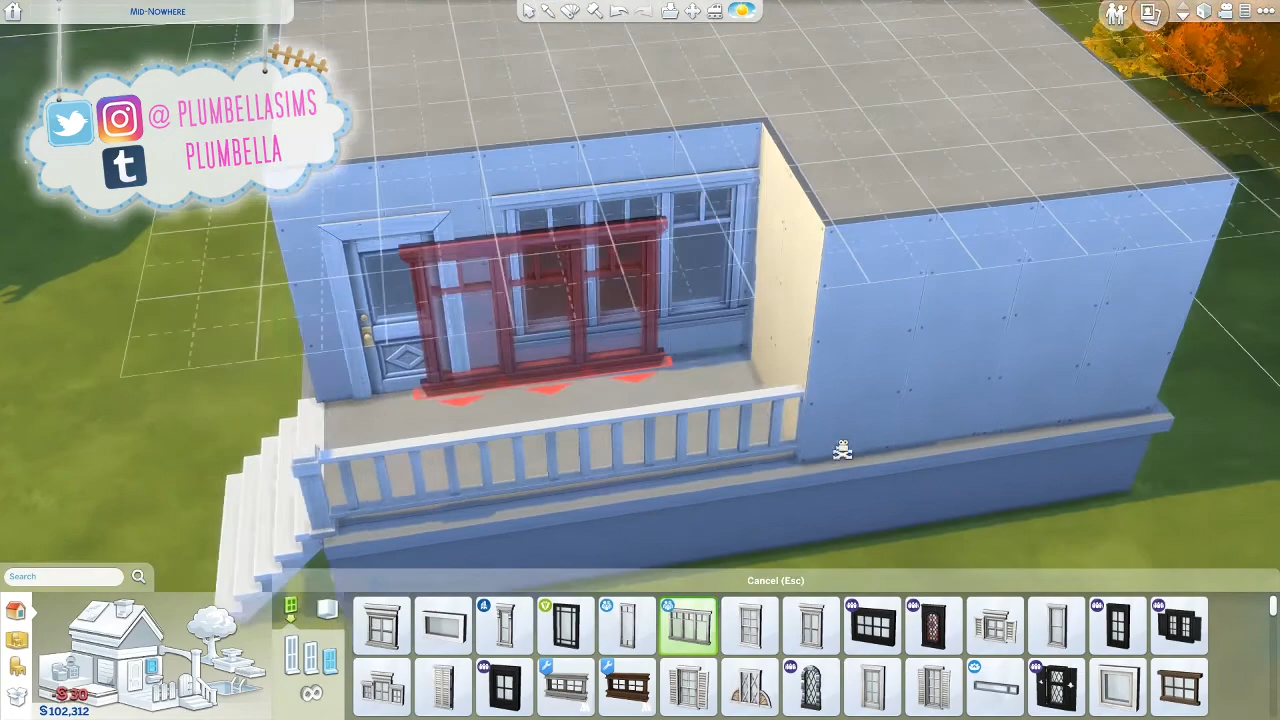 MID-NOWHERE
@ PLUMBELLASIMS
PLUMBELLA
Cancel (Esc)
Search
-$ 30
$102,312